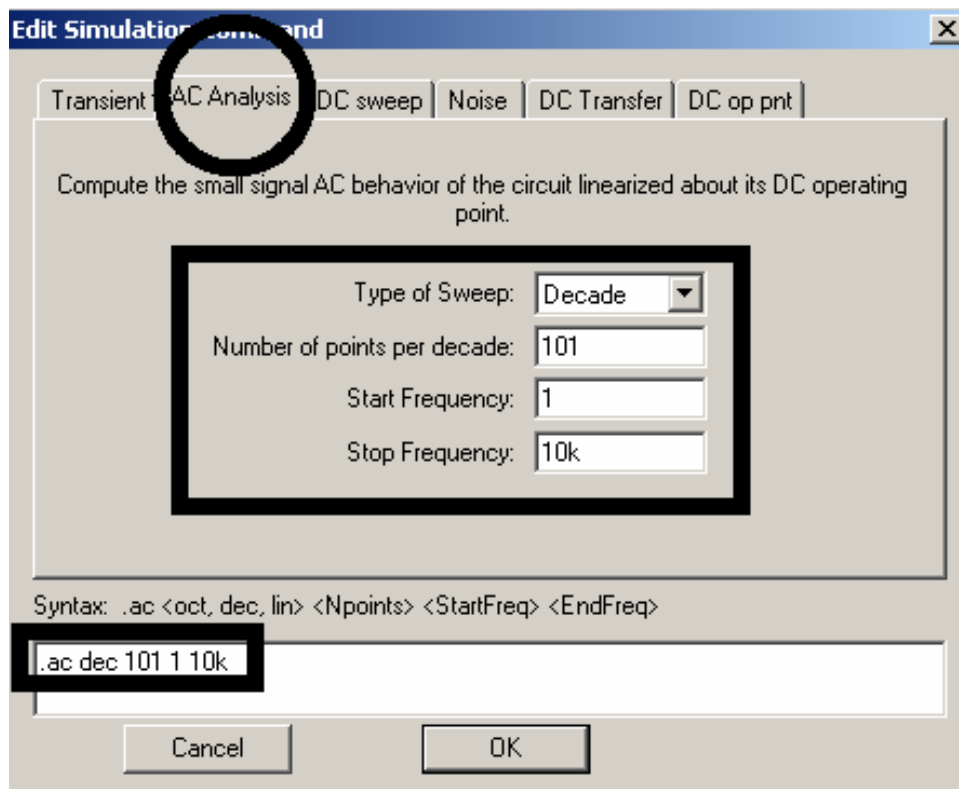 Edit Simulation Command
Transient AC Analysis DC sweep Noise DC Transfer DC op pnt
Compute the small signal AC behavior of the circuit linearized about its DC operating
point.
Type of Sweep: Decade
Number of points per decade: 101
Start Frequency: 1
Stop Frequency: 10k
Syntax: .ac <oct, dec, lin> <Npoints> <StartFreq> <EndFreq>
.ac dec 101 1 10k
Cancel OK